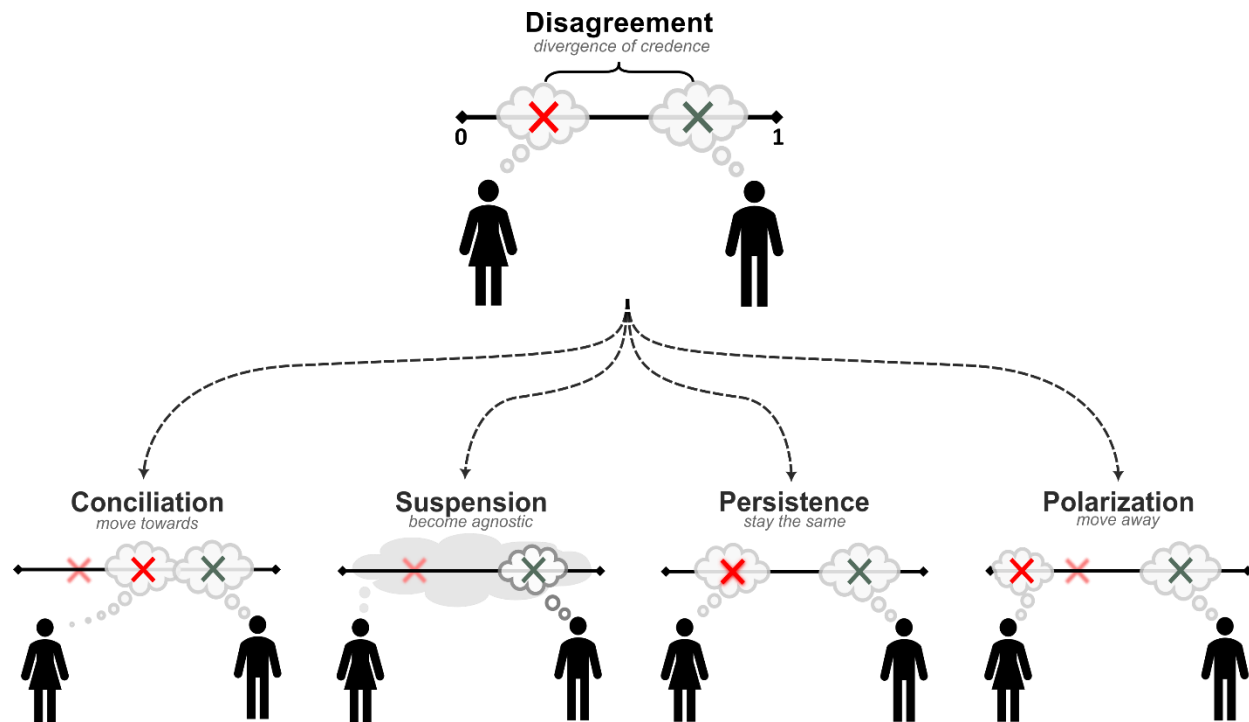 Disagreement
divergence of credence
0 1
Conciliation
move towards
Suspension
become agnostic
Persistence
stay the same
Polarization
move away